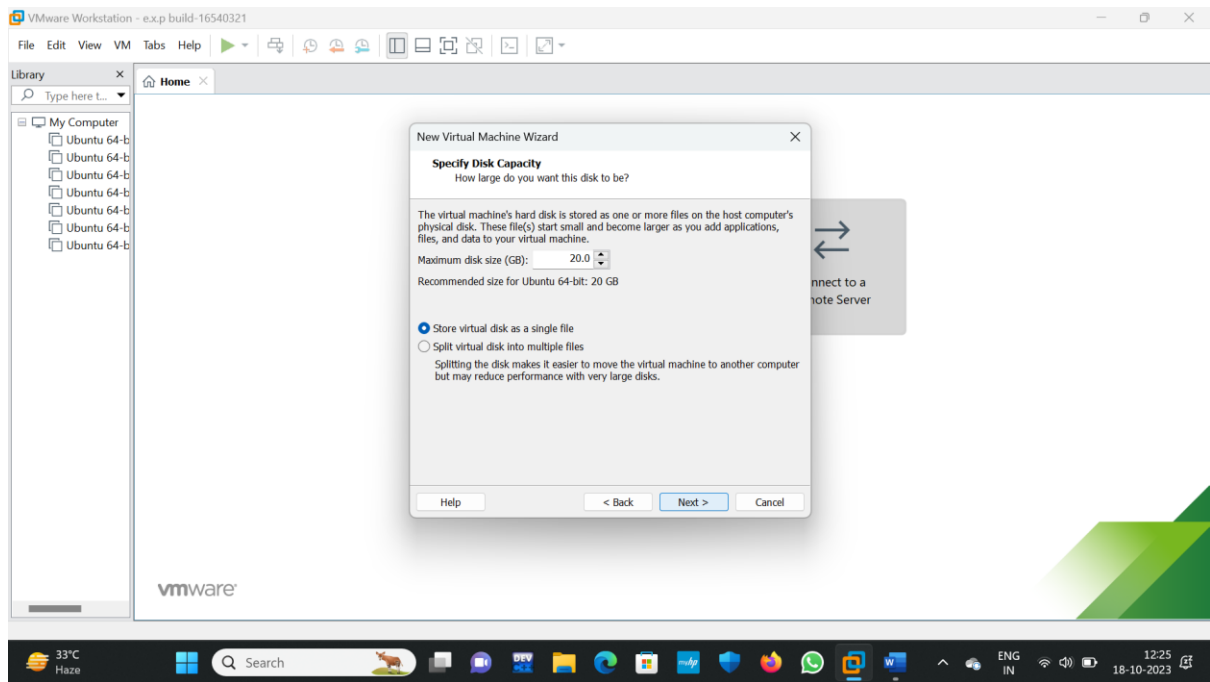 VMware Workstation - e.x.p build-16540321
File Edit View VM Tabs Help
Library
Home
Type here t...
My Computer
Ubuntu 64-b
Ubuntu 64-b
Ubuntu 64-b
Ubuntu 64-b
Ubuntu 64-b
Ubuntu 64-b
Ubuntu 64-b
New Virtual Machine Wizard
Specify Disk Capacity
How large do you want this disk to be?
The virtual machine's hard disk is stored as one or more files on the host computer's
physical disk. These file(s) start small and become larger as you add applications,
files, and data to your virtual machine.
Maximum disk size (GB): 20.0
Recommended size for Ubuntu 64-bit: 20 GB
Store virtual disk as a single file
Split virtual disk into multiple files
Splitting the disk makes it easier to move the virtual machine to another computer
but may reduce performance with very large disks.
Help < Back Next > Cancel
nnect to a
note Server
vmware
33°C
Haze
Search
DEV
myhp
W
ENG
IN
12:25
18-10-2023